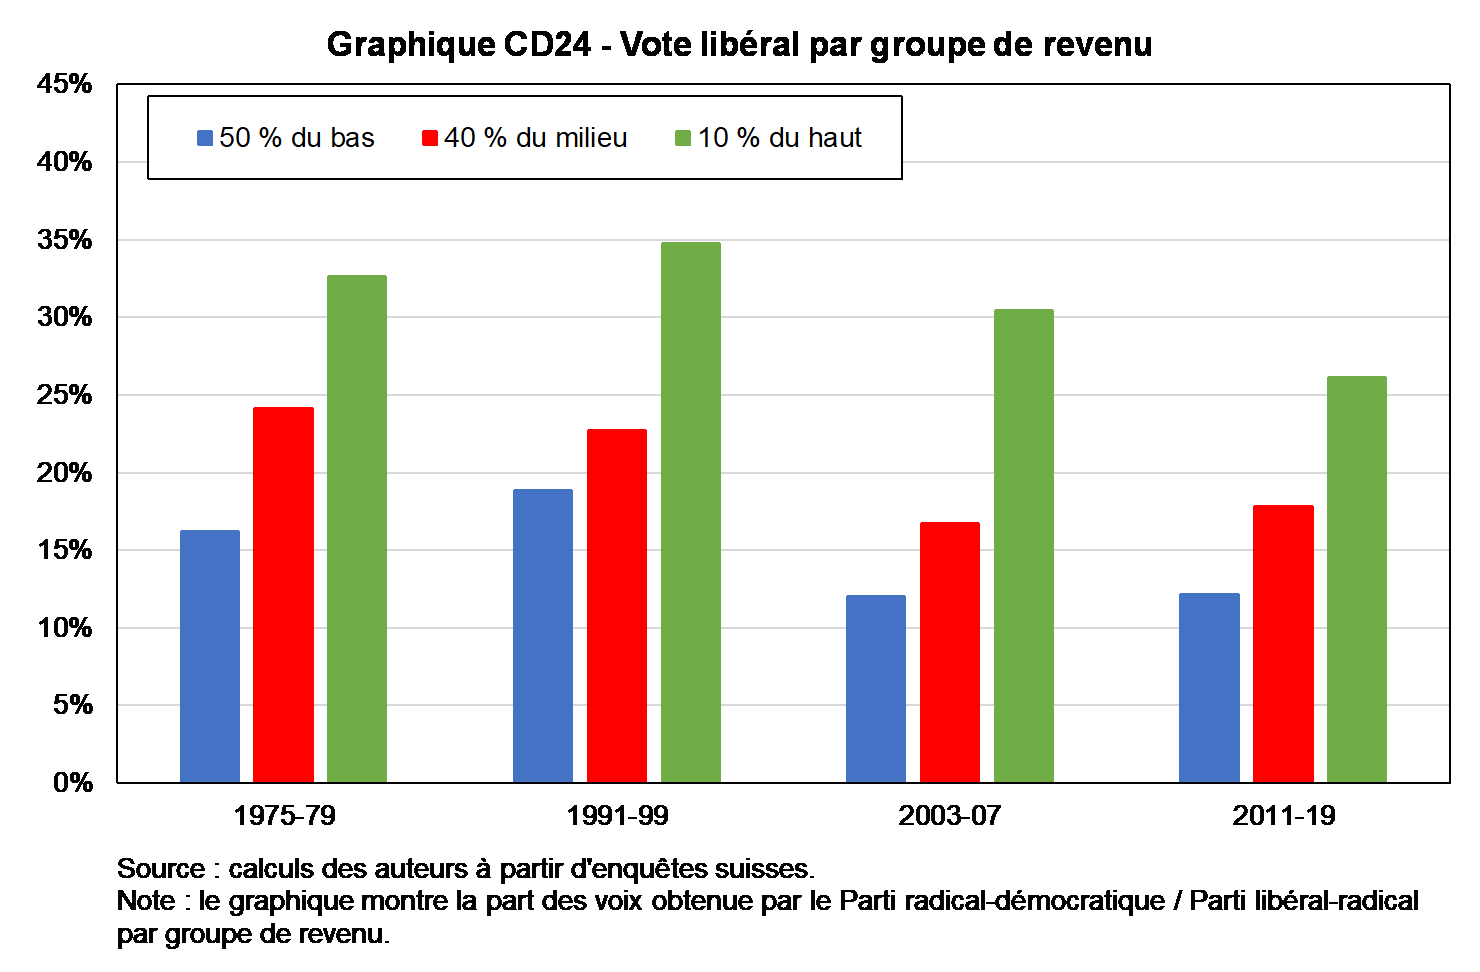 Graphique CD24 - Vote libéral par groupe de revenu
45%
50 % du bas 40 % du milieu 10 % du haut
40%
35%
30%
25%
20%
15%
10%
5%
0%
1975-79 1991-99 2003-07 2011-19
Source : calculs des auteurs à partir d'enquêtes suisses.
Note : le graphique montre la part des voix obtenue par le Parti radical-démocratique / Parti libéral-radical
par groupe de revenu.